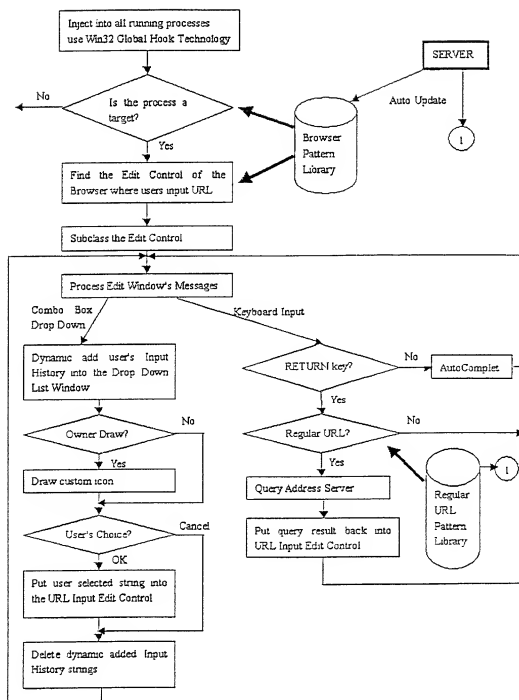 Inject into all running processes
use Win32 Global Hook Technology
SERVER
No
Is the process a
target?
Auto Update
1
Yes
Browser
Pattern
Library
Find the Edit Control of the
Browser where users input URL
Subclass the Edit Control
Process Edit Window's Messages
Combo Box
Drop Down
Keyboard Input
Dynamic add user's Input
History into the Drop Down
List Window
RETURN key?
No
AutoComplet
Yes
Owner Draw?
No
Regular URL?
No
Yes
Yes
Draw custom icon
Query Address Server
Regular
URL
Pattern
Library
1
User's Choice?
Cancel
Put query result back into
URL Input Edit Control
OK
Put user selected string into
the URL Input Edit Control
Delete dynamic added Input
History strings